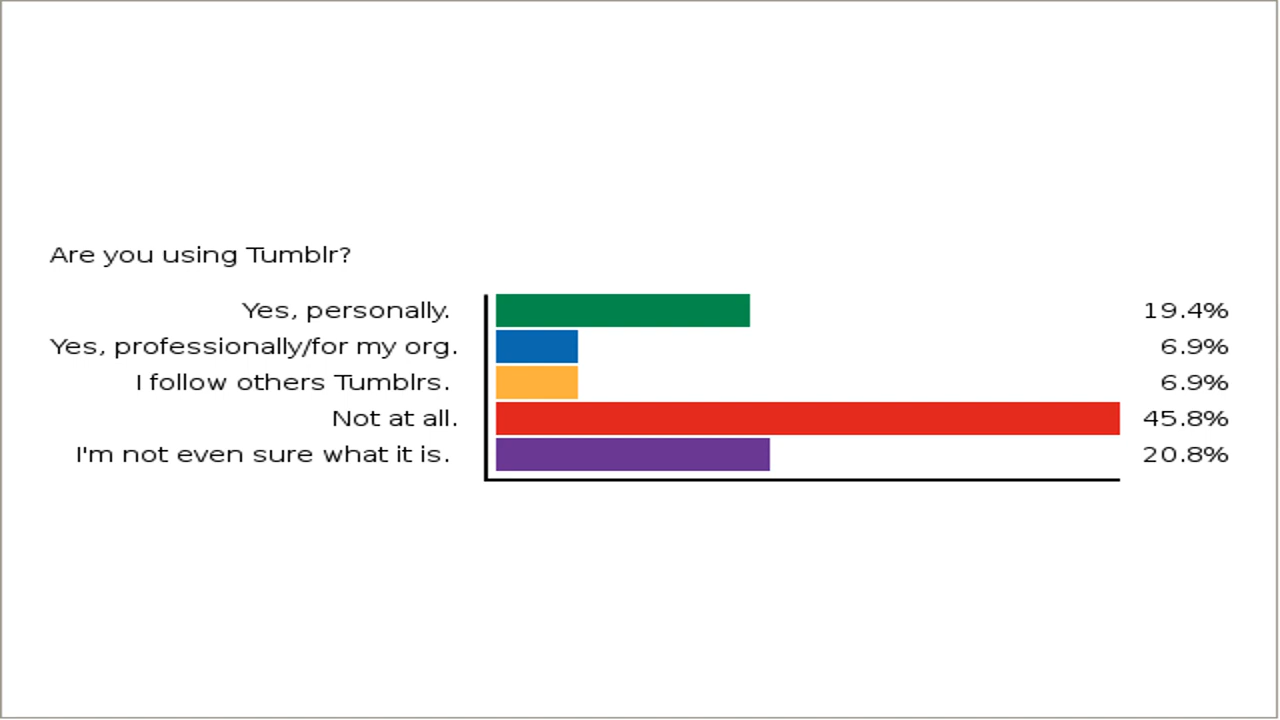 Are you using Tumblr?
Yes, personally. 19.4%
Yes, professionally/for my org. 6.9%
I follow others Tumblrs. 6.9%
Not at all. 45.8%
I'm not even sure what it is. 20.8%